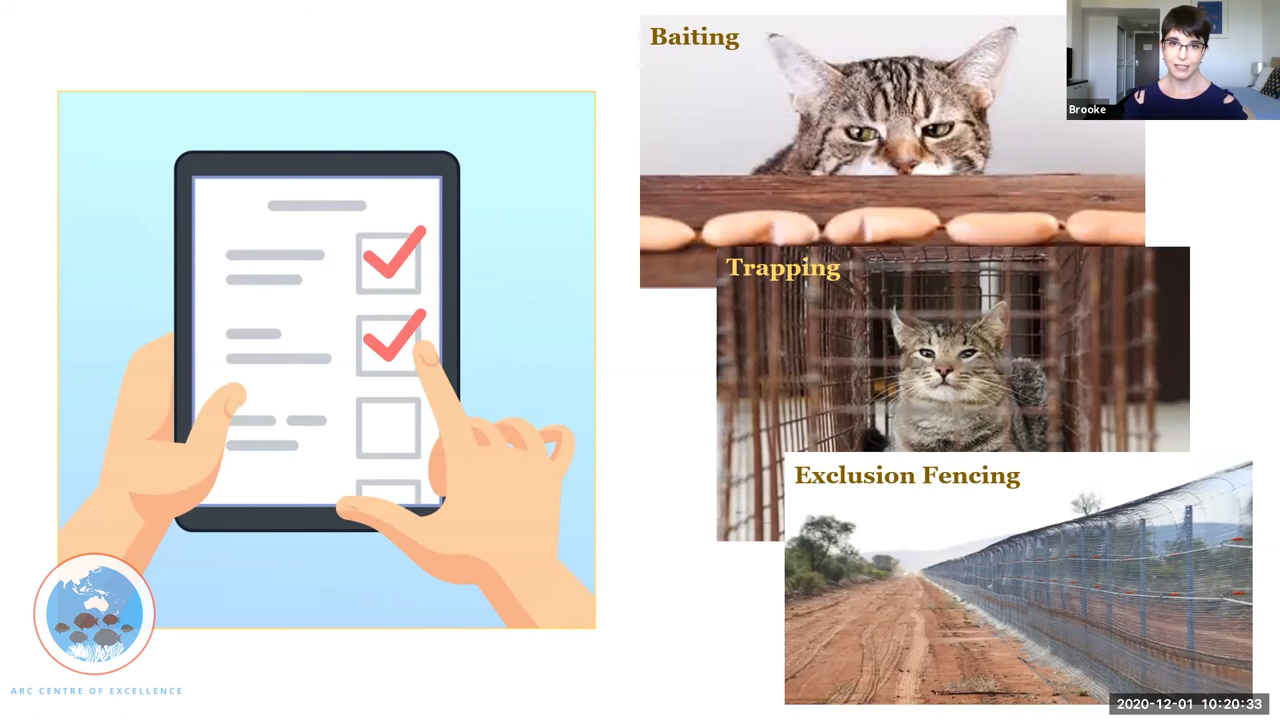 Baiting
Brooke
Trapping
Exclusion Fencing
ARC CENTRE OF EXCELLENCE
2020-12-01 10:20:33